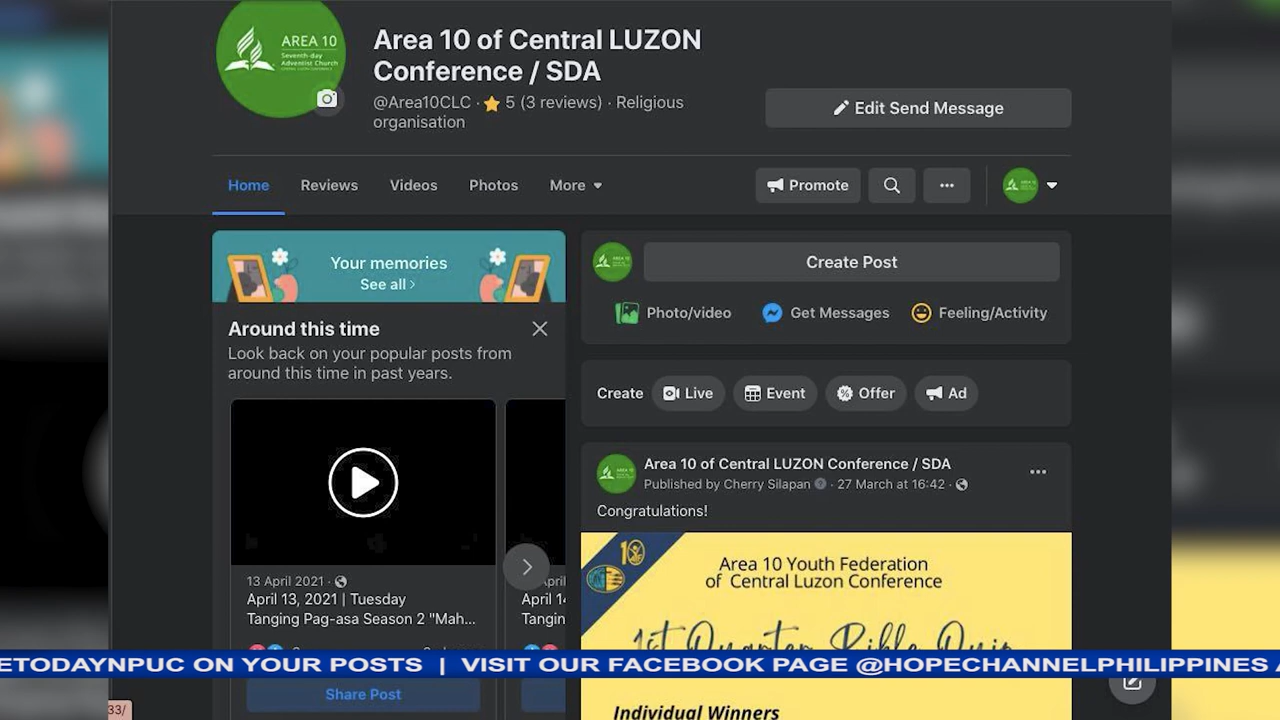 AREA 10
Seventh-day
Adventist Church
Area 10 of Central LUZON
Conference / SDA
@Area10CLC · 5 (3 reviews) · Religious
organisation
Edit Send Message
Home
Reviews
Videos
Photos
More
Promote
Your memories
See all
Around this time
Look back on your popular posts from
around this time in past years.
13 April 2021 ·
April 13, 2021 | Tuesday
Tanging Pag-asa Season 2 "Mah...
April 14
Tangin
Share Post
Create Post
Photo/video
Get Messages
Feeling/Activity
Create
Live
Event
Offer
Ad
Area 10 of Central LUZON Conference / SDA
Published by Cherry Silapan · 27 March at 16:42 ·
Congratulations!
10
Area 10 Youth Federation
of Central Luzon Conference
1st Quarter Bible Quiz
Individual Winners
ETODAYNPUC ON YOUR POSTS | VISIT OUR FACEBOOK PAGE @HOPECHANNELPHILIPPINES A
33/